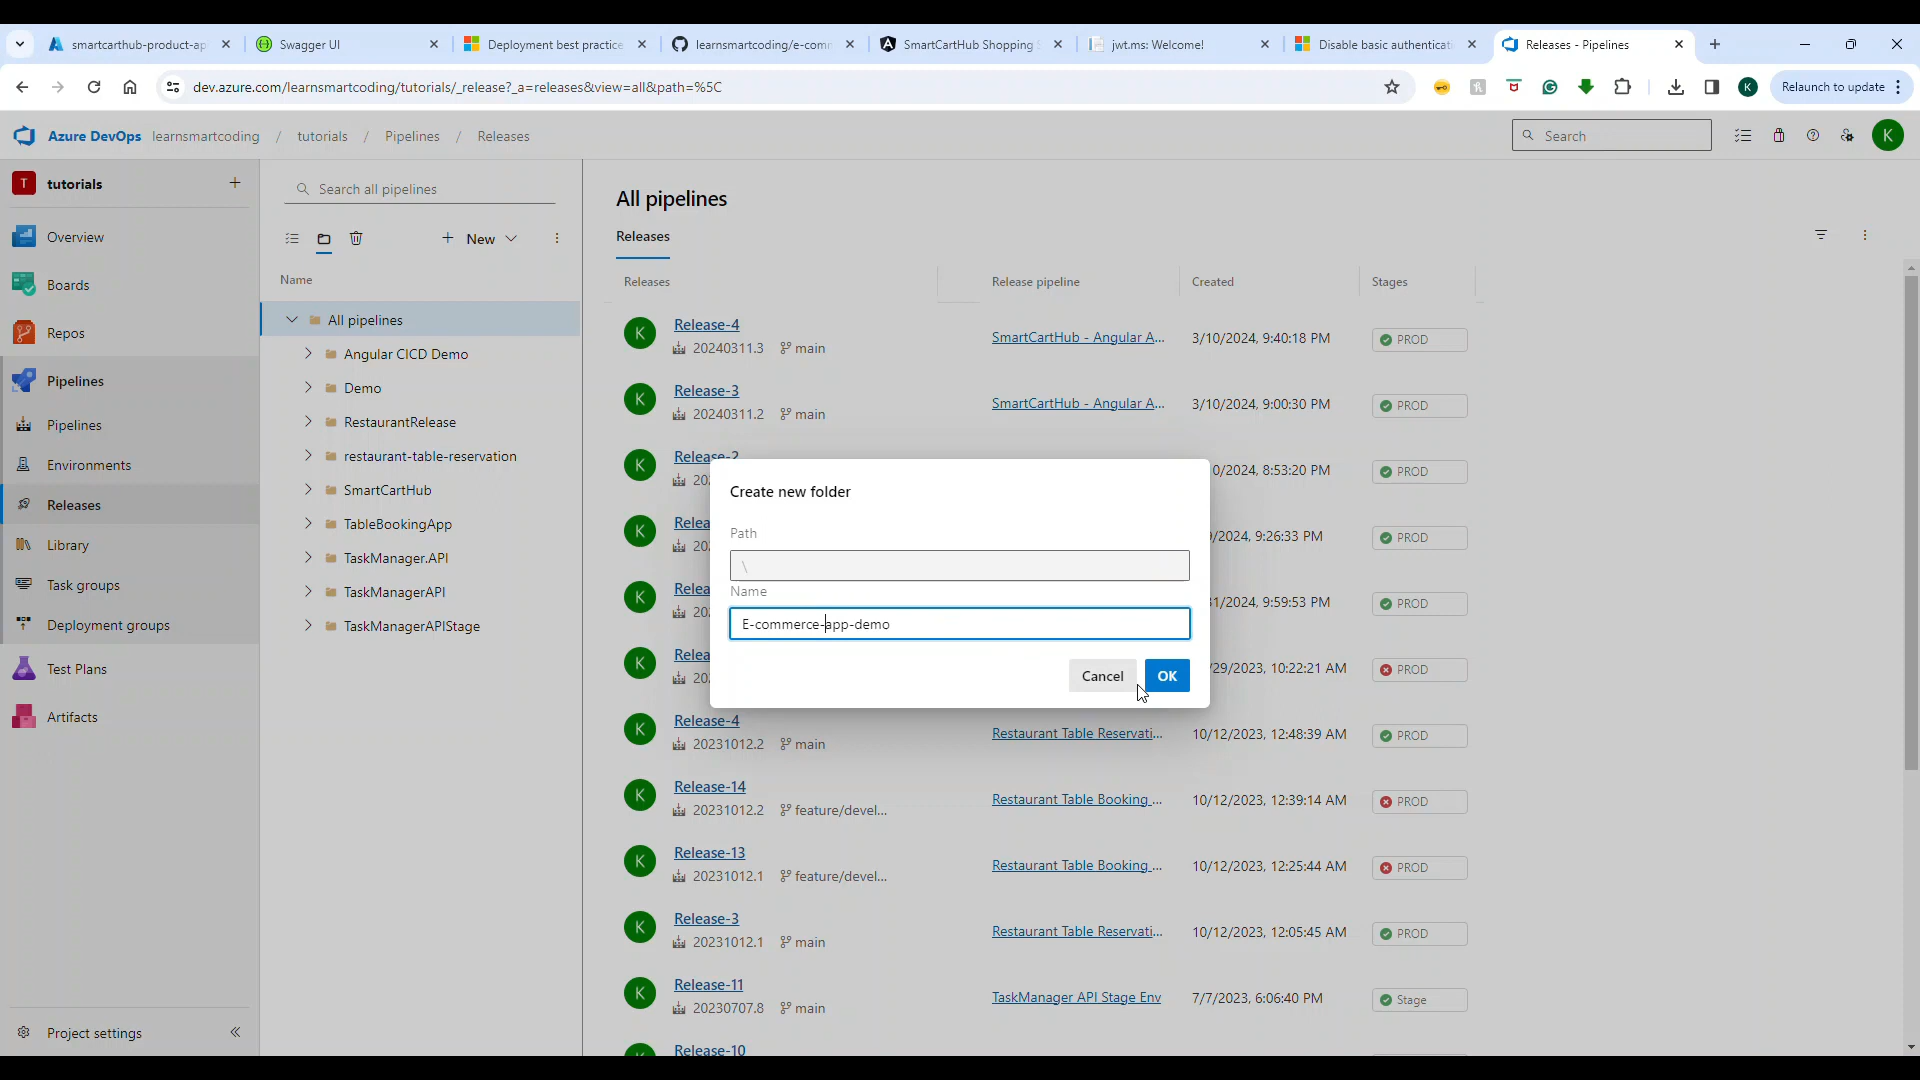 smartcarthub-product-ap
Swagger UI
Deployment best practice
learnsmartcoding/e-com
SmartCartHub Shopping
jwt.ms: Welcome!
Disable basic authenticati
Releases - Pipelines
dev.azure.com/learnsmartcoding/tutorials/_release?_a=releases&view=all&path=%5C
K
Relaunch to update
Azure DevOps learnsmartcoding / tutorials / Pipelines / Releases
Search
K
T tutorials
Overview
Boards
Repos
Pipelines
Pipelines
Environments
Releases
Library
Task groups
Deployment groups
Test Plans
Artifacts
Project settings
Search all pipelines
New
Name
All pipelines
Angular CICD Demo
Demo
RestaurantRelease
restaurant-table-reservation
SmartCartHub
TableBookingApp
TaskManager.API
TaskManagerAPI
TaskManagerAPIStage
All pipelines
Releases
Releases Release pipeline Created Stages
K Release-4
20240311.3 main SmartCartHub - Angular A... 3/10/2024, 9:40:18 PM PROD
K Release-3
20240311.2 main SmartCartHub - Angular A... 3/10/2024, 9:00:30 PM PROD
K Release-2
20 0/2024, 8:53:20 PM PROD
K Relea
20 /2024, 9:26:33 PM PROD
K Relea
20 31/2024, 9:59:53 PM PROD
K Relea
20 /29/2023, 10:22:21 AM PROD
Create new folder
Path
\
Name
E-commerce-app-demo
Cancel OK
K Release-4
20231012.2 main Restaurant Table Reservati... 10/12/2023, 12:48:39 AM PROD
K Release-14
20231012.2 feature/devel... Restaurant Table Booking ... 10/12/2023, 12:39:14 AM PROD
K Release-13
20231012.1 feature/devel... Restaurant Table Booking ... 10/12/2023, 12:25:44 AM PROD
K Release-3
20231012.1 main Restaurant Table Reservati... 10/12/2023, 12:05:45 AM PROD
K Release-11
20230707.8 main TaskManager API Stage Env 7/7/2023, 6:06:40 PM Stage
K Release-10